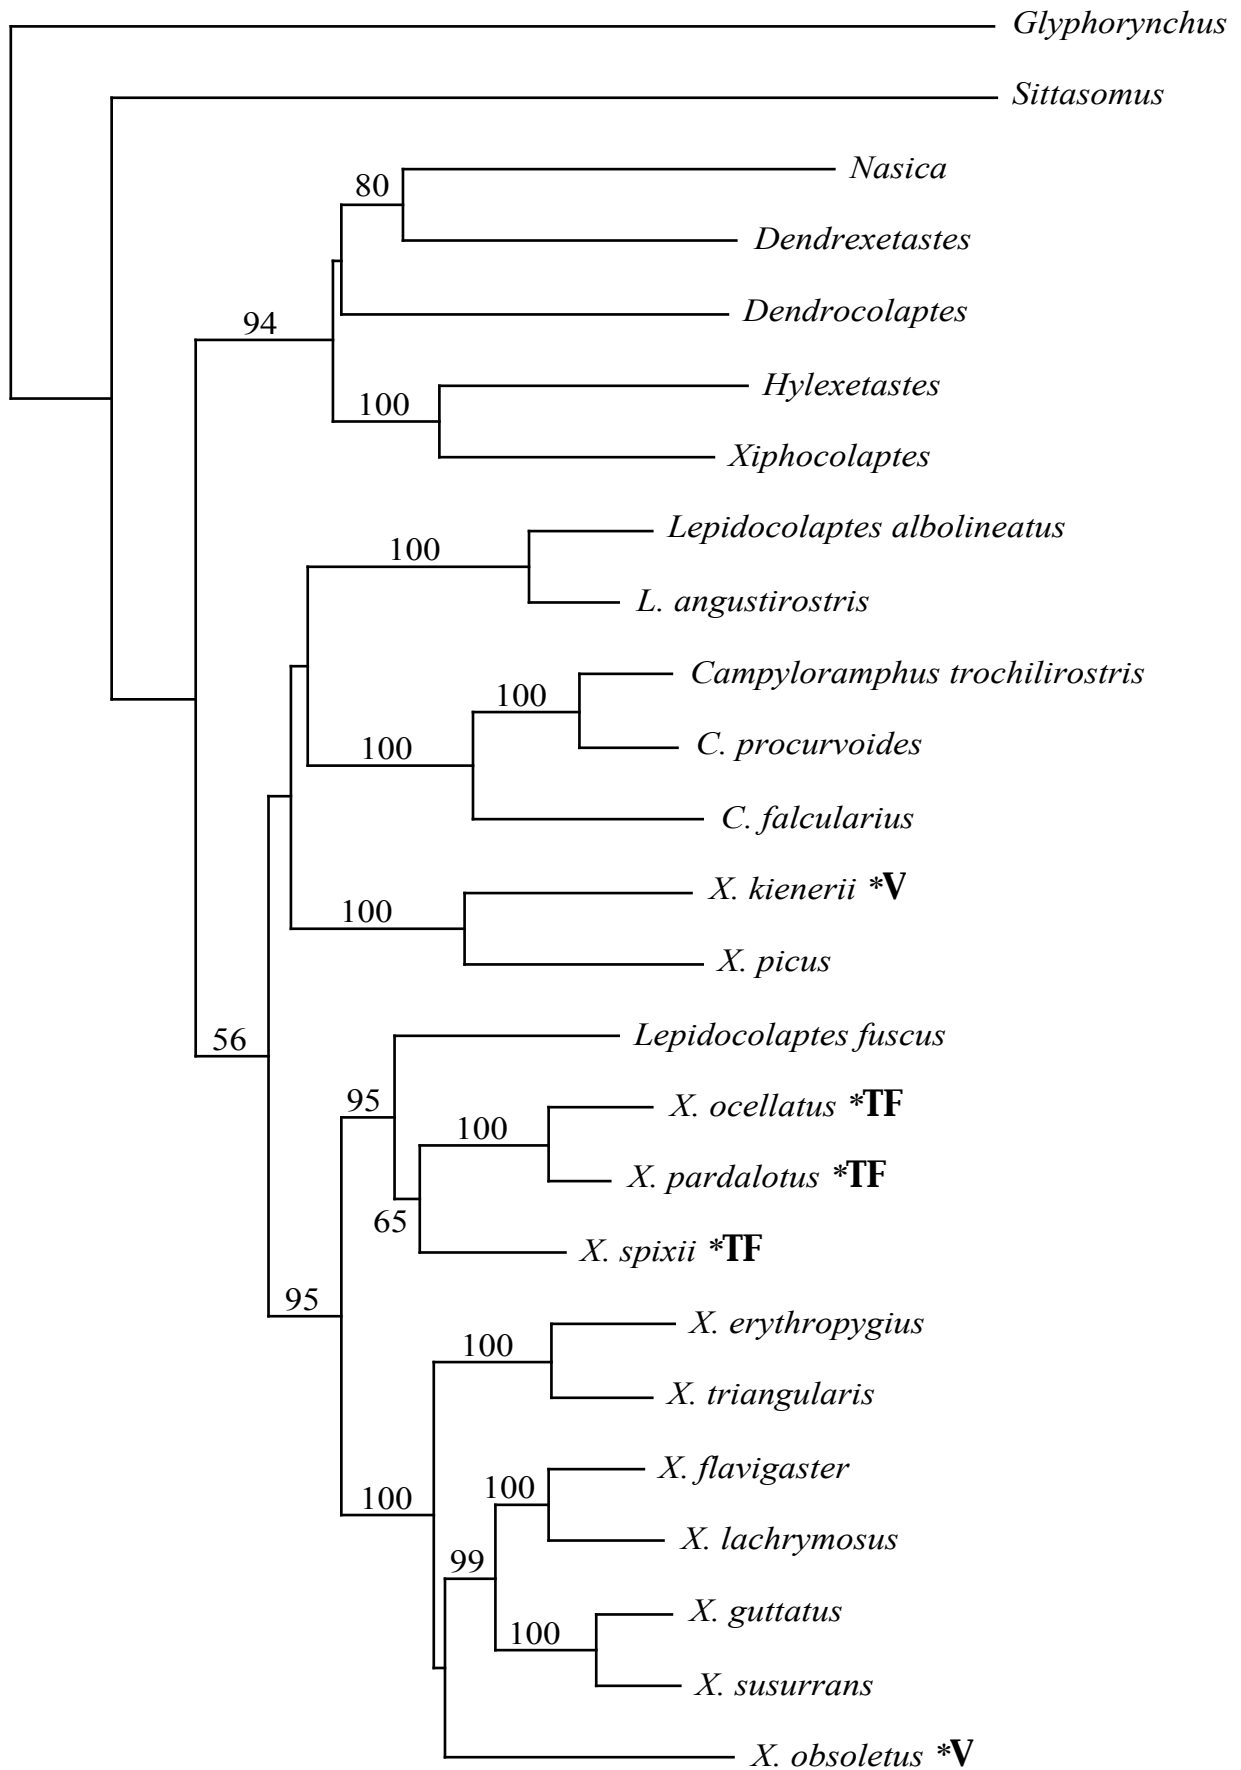 Glyphorynchus
Sittasomus
Nasica
80
Dendrexetastes
Dendrocolaptes
94
Hylexetastes
100
Xiphocolaptes
Lepidocolaptes albolineatus
100
L. angustirostris
Campyloramphus trochilirostris
100
C. procurvoides
100
C. falcularius
X. kienerii *V
100
X. picus
Lepidocolaptes fuscus
56
95
X. ocellatus *TF
100
X. pardalotus *TF
65
X. spixii *TF
95
X. erythropygius
100
X. triangularis
X. flavigaster
100
100
X. lachrymosus
99
X. guttatus
100
X. susurrans
X. obsoletus *V